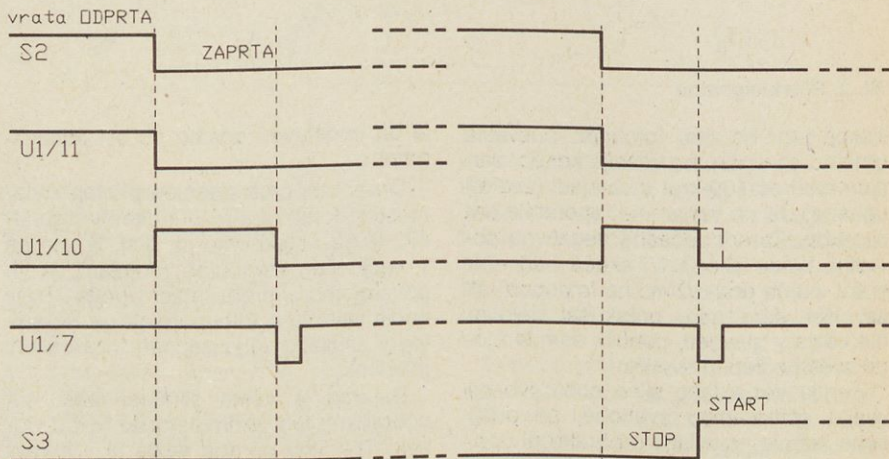 vrata ODPRTA
S2
ZAPRTA
U1/11
U1/10
U1/7
START
S3
STOP